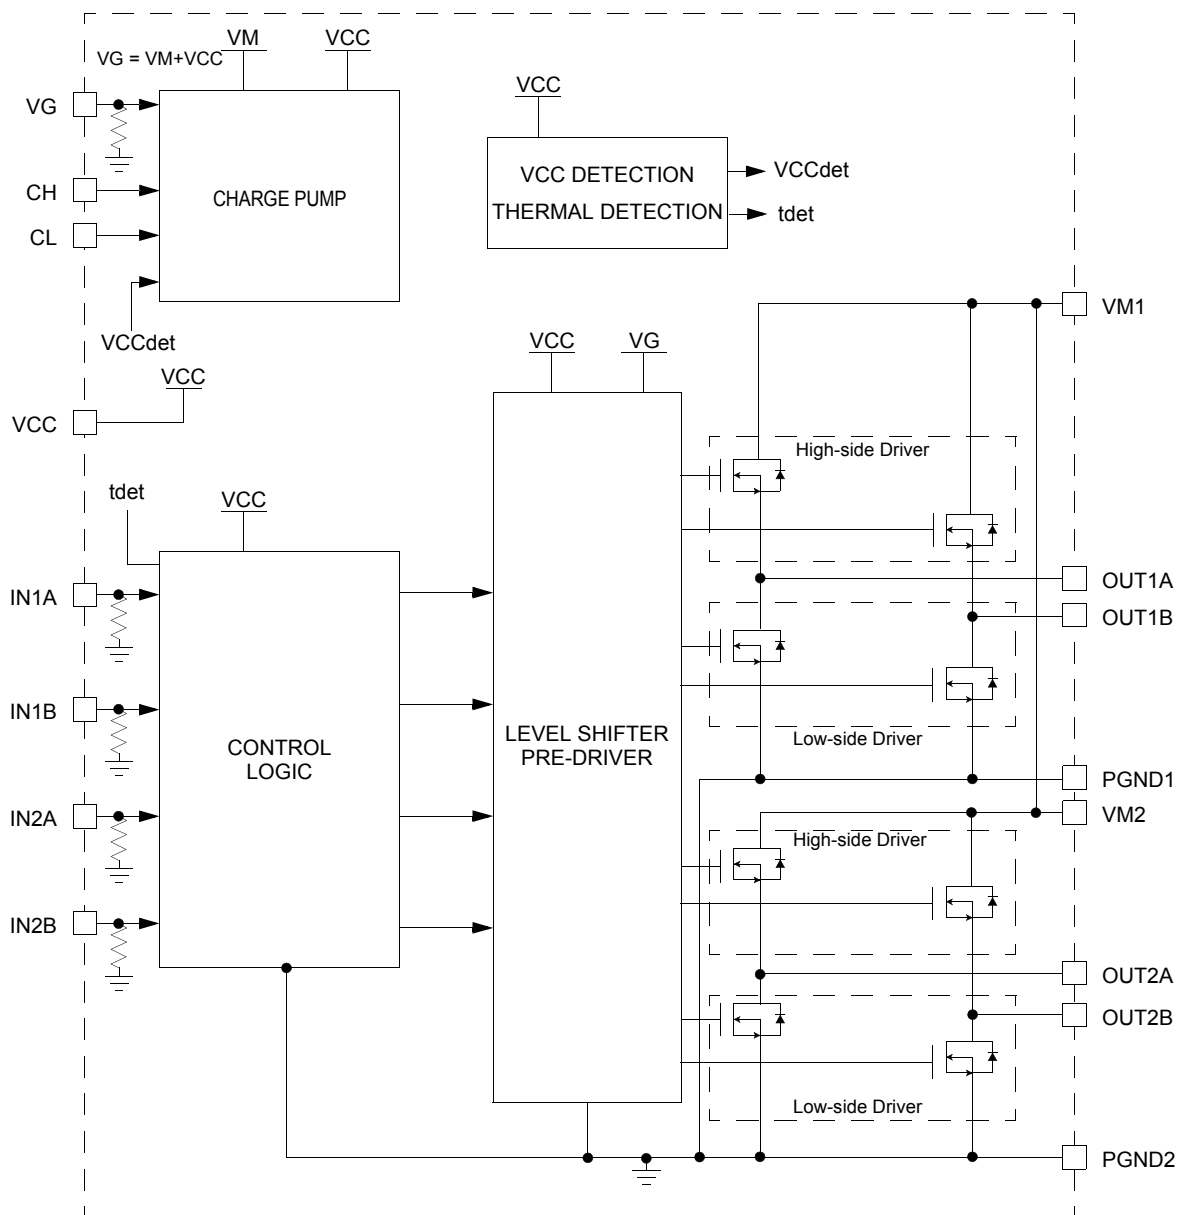 VG = VM+VCC
VM
VCC
VG
CH
CL
CHARGE PUMP
VCCdet
VCC
VCC DETECTION
THERMAL DETECTION
VCCdet
tdet
VCC
VCC
tdet
VCC
IN1A
IN1B
IN2A
IN2B
CONTROL
LOGIC
VCC
VG
LEVEL SHIFTER
PRE-DRIVER
High-side Driver
Low-side Driver
High-side Driver
Low-side Driver
VM1
OUT1A
OUT1B
PGND1
VM2
OUT2A
OUT2B
PGND2